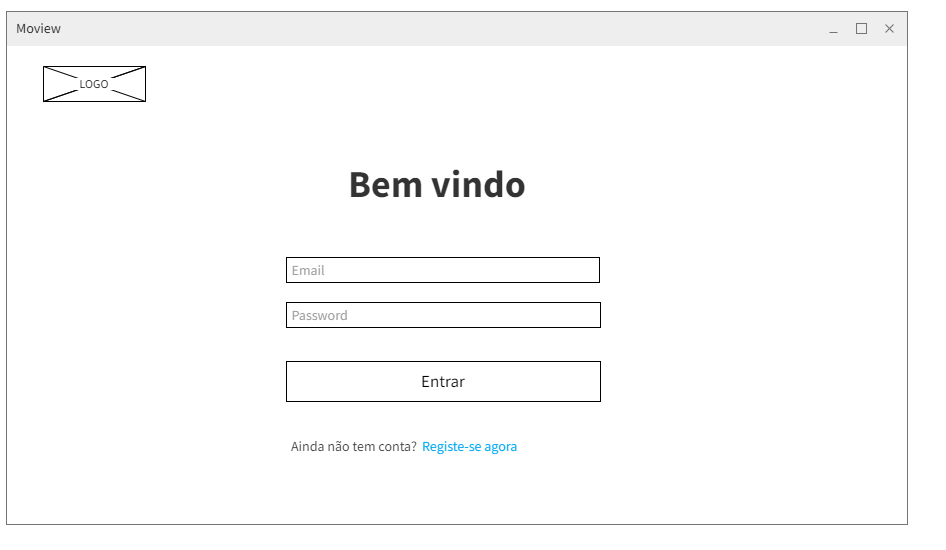 Moview
LOGO
Bem vindo
Email
Password
Entrar
Ainda não tem conta? Registe-se agora